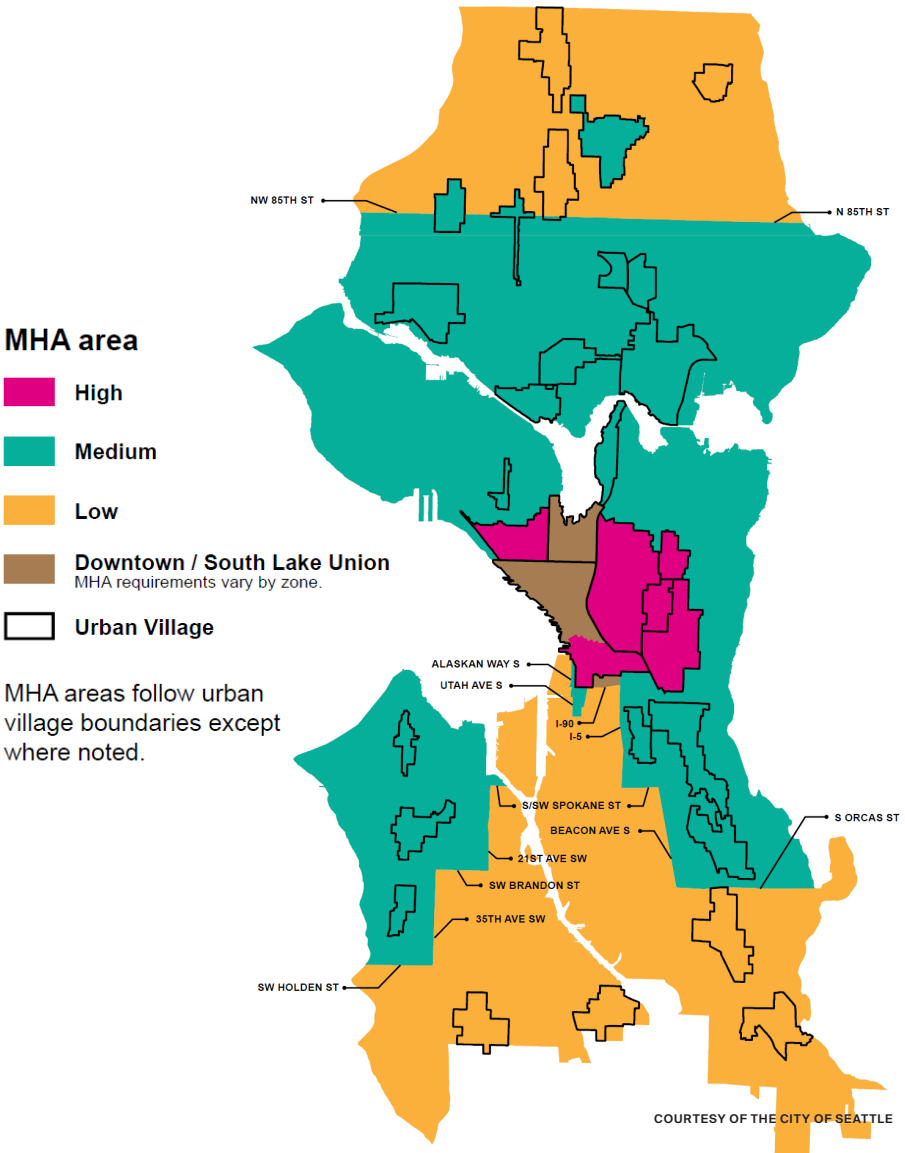 NW 85TH ST
N 85TH ST
MHA area
High
Medium
Low
Downtown / South Lake Union
MHA requirements vary by zone.
Urban Village
MHA areas follow urban
village boundaries except
where noted.
ALASKAN WAY S
UTAH AVE S
I-90
I-5
S/SW SPOKANE ST
BEACON AVE S
S ORCAS ST
21ST AVE SW
SW BRANDON ST
35TH AVE SW
SW HOLDEN ST
COURTESY OF THE CITY OF SEATTLE